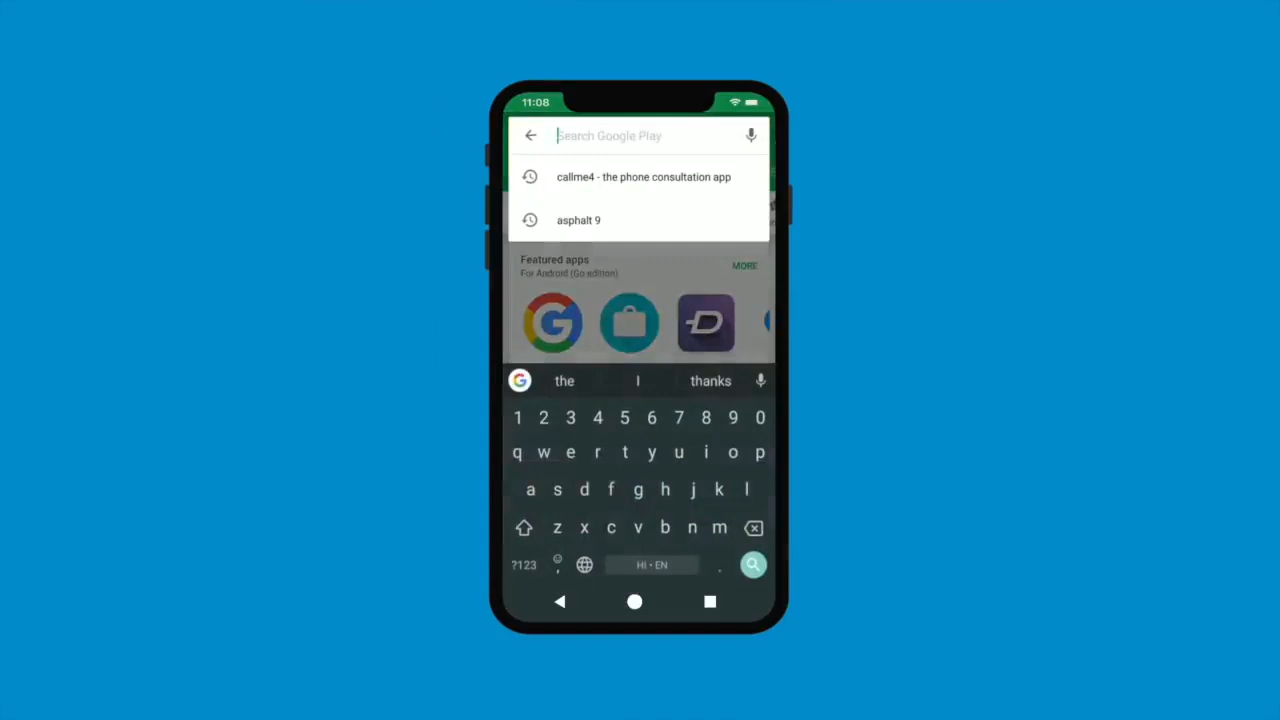 11:08
Search Google Play
callme4 - the phone consultation app
asphalt 9
Featured apps
For Android (Go edition)
MORE
the I thanks
1 2 3 4 5 6 7 8 9 0
q w e r t y u i o p
a s d f g h j k l
z x c v b n m
?123 , HI • EN .